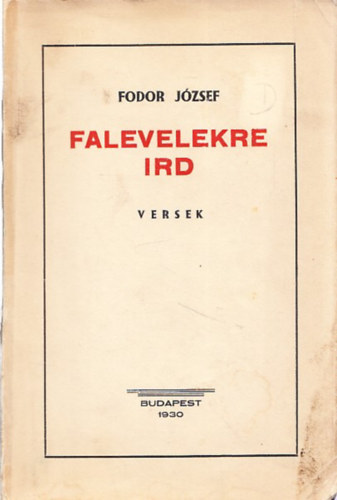 FODOR JÓZSEF
FALEVELEKRE
IRD
VERSEK
BUDAPEST
1930